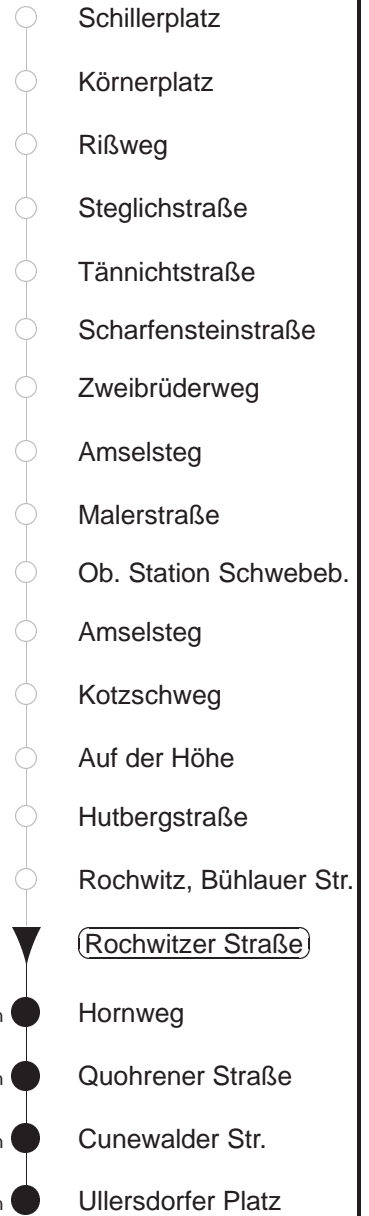 Schillerplatz
Körnerplatz
Rißweg
Steglichstraße
Tännichtstraße
Scharfensteinstraße
Zweibrüderweg
Amselsteg
Malerstraße
Ob. Station Schwebeb.
Amselsteg
Kotzschweg
Auf der Höhe
Hutbergstraße
Rochwitz, Bühlauer Str.
Rochwitzer Straße
Hornweg
Quohrener Straße
Cunewalder Str.
Ullersdorfer Platz